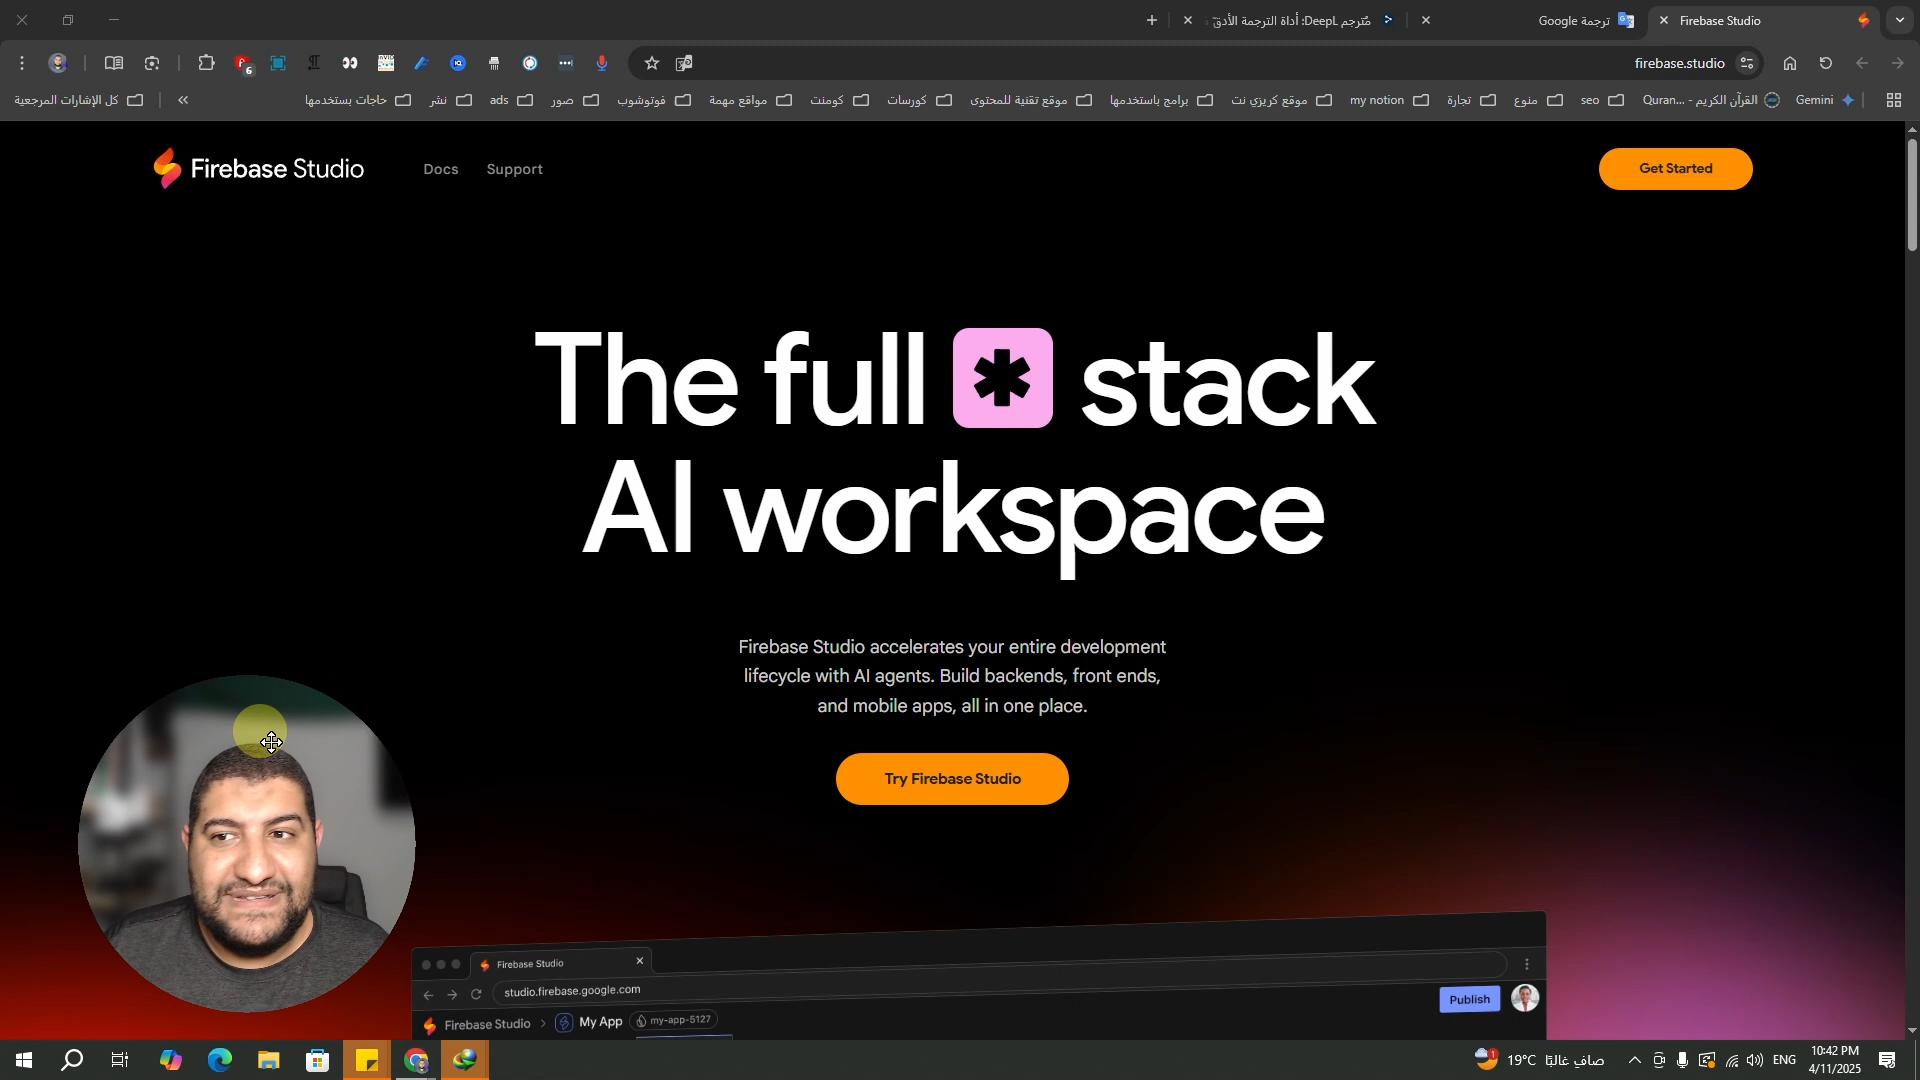 مُترجم DeepL: أداة الترجمة الأدقّ
ترجمة Google
Firebase Studio
6
firebase.studio
كل الإشارات المرجعية
«
حاجات بستخدمها
نشر
ads
صور
فوتوشوب
مواقع مهمة
كومنت
كورسات
موقع تقنية للمحتوى
برامج باستخدمها
موقع كريزي نت
my notion
تجارة
منوع
seo
القرآن الكريم - ...Quran
Gemini
Firebase Studio
Docs
Support
Get Started
The full * stack
AI workspace
Firebase Studio accelerates your entire development
lifecycle with AI agents. Build backends, front ends,
and mobile apps, all in one place.
Try Firebase Studio
Firebase Studio
studio.firebase.google.com
Publish
Firebase Studio > My App my-app-5127
1
19°C صافٍ غالبًا
ENG
10:42 PM
4/11/2025